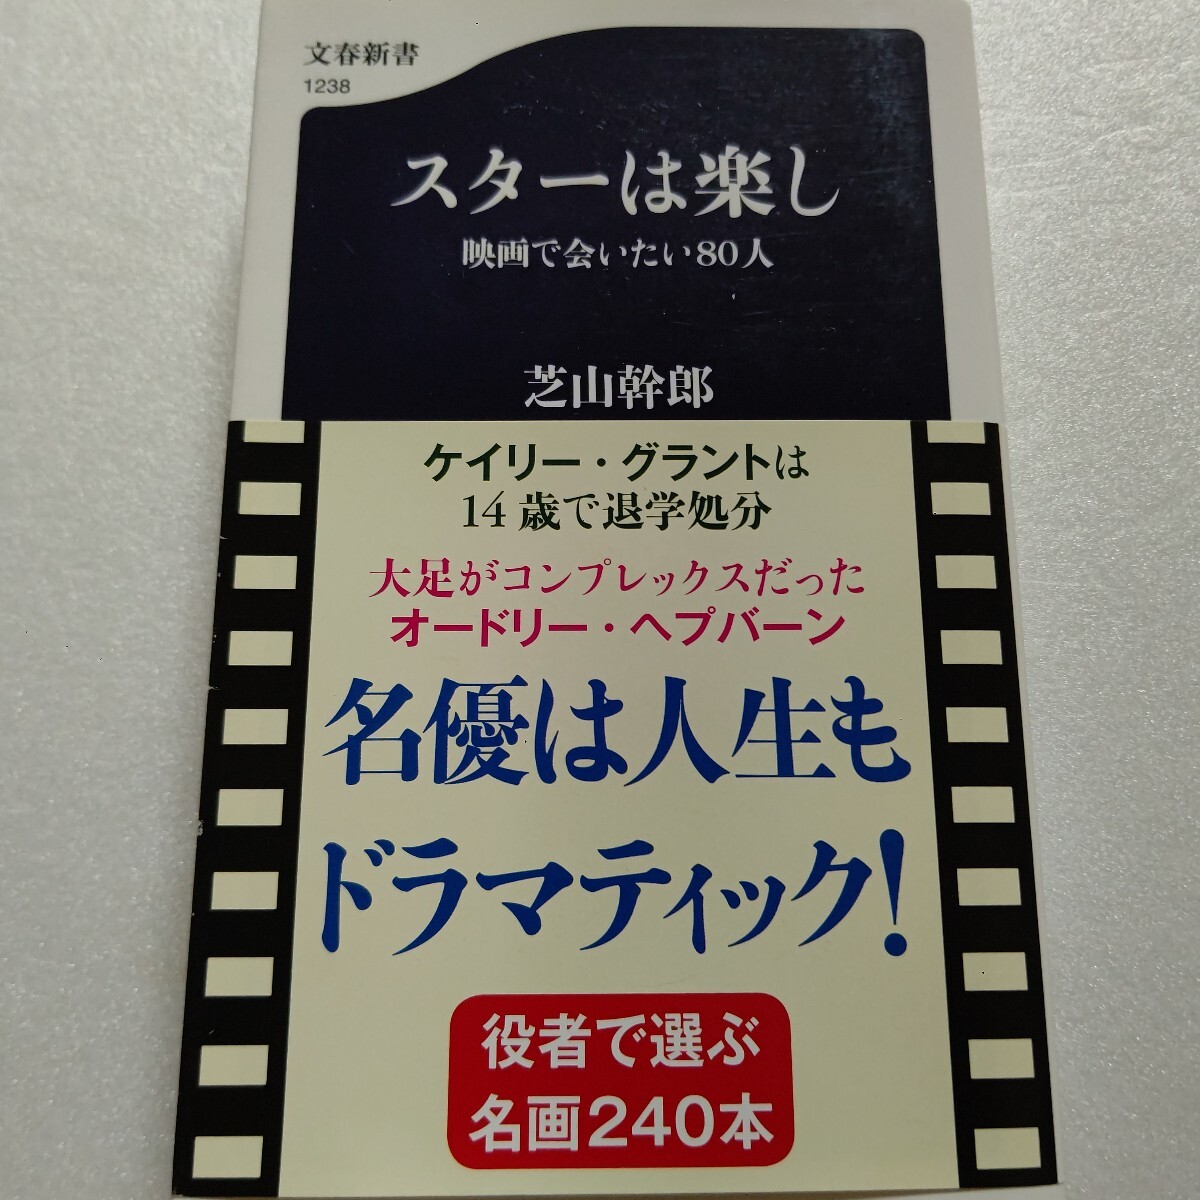 文春新書
1238
スターは楽し
映画で会いたい80人
芝山幹郎
ケイリー・グラントは
14歳で退学処分
大足がコンプレックスだった
オードリー・ヘプバーン
名優は人生も
ドラマティック!
役者で選ぶ
名画240本